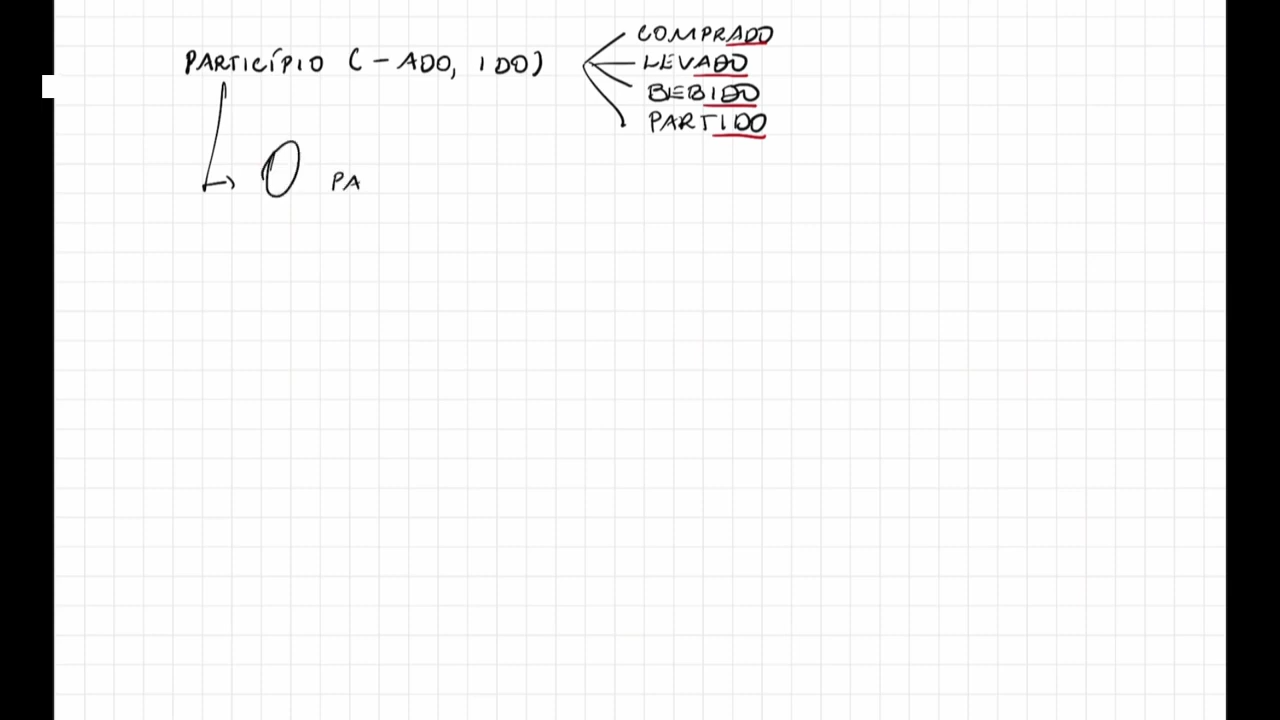 PARTICÍPIO (-ADO, IDO)
COMPRADO
LEVADO
BEBIDO
PARTIDO
O PA